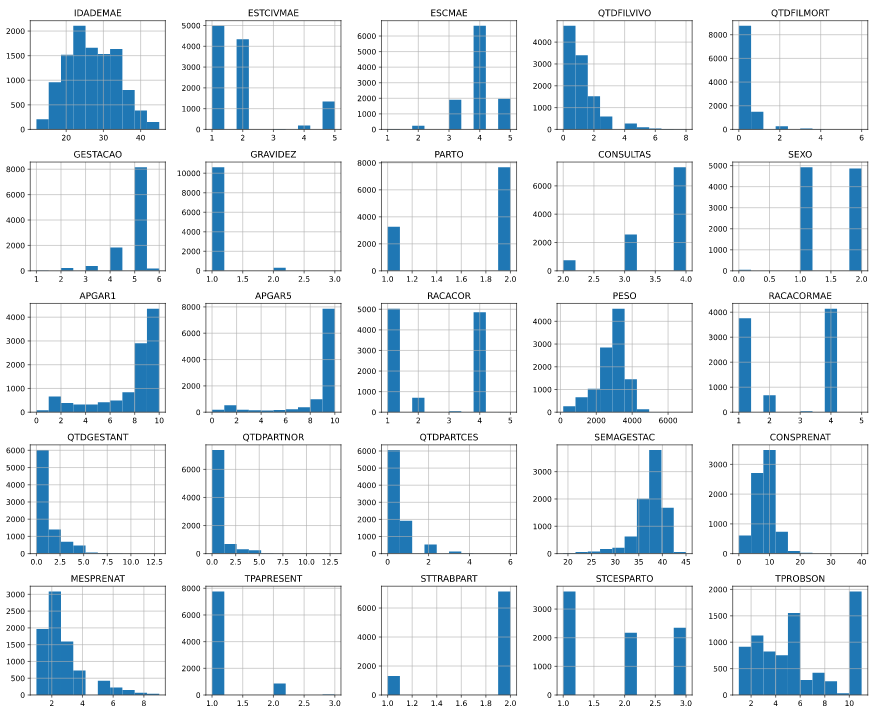 IDADEMAE ESTCIVMAE ESCMAE QTDFILVIVO QTDFILMORT
2000 1500 1000 500 0
20 30 40
5000 4000 3000 2000 1000 0
1 2 3 4 5
6000 5000 4000 3000 2000 1000 0
1 2 3 4 5
4000 3000 2000 1000 0
0 2 4 6 8
8000 6000 4000 2000 0
0 2 4 6
GESTACAO GRAVIDEZ PARTO CONSULTAS SEXO
8000 6000 4000 2000 0
1 2 3 4 5 6
10000 8000 6000 4000 2000 0
1.0 1.5 2.0 2.5 3.0
8000 6000 4000 2000 0
1.0 1.2 1.4 1.6 1.8 2.0
6000 4000 2000 0
2.0 2.5 3.0 3.5 4.0
5000 4000 3000 2000 1000 0
0.0 0.5 1.0 1.5 2.0
APGAR1 APGAR5 RACACOR PESO RACACORMAE
4000 3000 2000 1000 0
0 2 4 6 8 10
8000 6000 4000 2000 0
0 2 4 6 8 10
5000 4000 3000 2000 1000 0
1 2 3 4 5
4000 3000 2000 1000 0
0 2000 4000 6000
4000 3000 2000 1000 0
1 2 3 4 5
QTDGESTANT QTDPARTNOR QTDPARTCES SEMAGESTAC CONSPRENAT
6000 5000 4000 3000 2000 1000 0
0.0 2.5 5.0 7.5 10.0 12.5
6000 4000 2000 0
0.0 2.5 5.0 7.5 10.0 12.5
6000 5000 4000 3000 2000 1000 0
0 2 4 6
3000 2000 1000 0
20 25 30 35 40 45
3000 2000 1000 0
0 10 20 30 40
MESPRENAT TPAPRESENT STTRABPART STCESPARTO TPROBSON
3000 2500 2000 1500 1000 500 0
2 4 6 8
8000 6000 4000 2000 0
1.0 1.5 2.0 2.5 3.0
6000 4000 2000 0
1.0 1.2 1.4 1.6 1.8 2.0
3000 2000 1000 0
1.0 1.5 2.0 2.5 3.0
2000 1500 1000 500 0
2 4 6 8 10